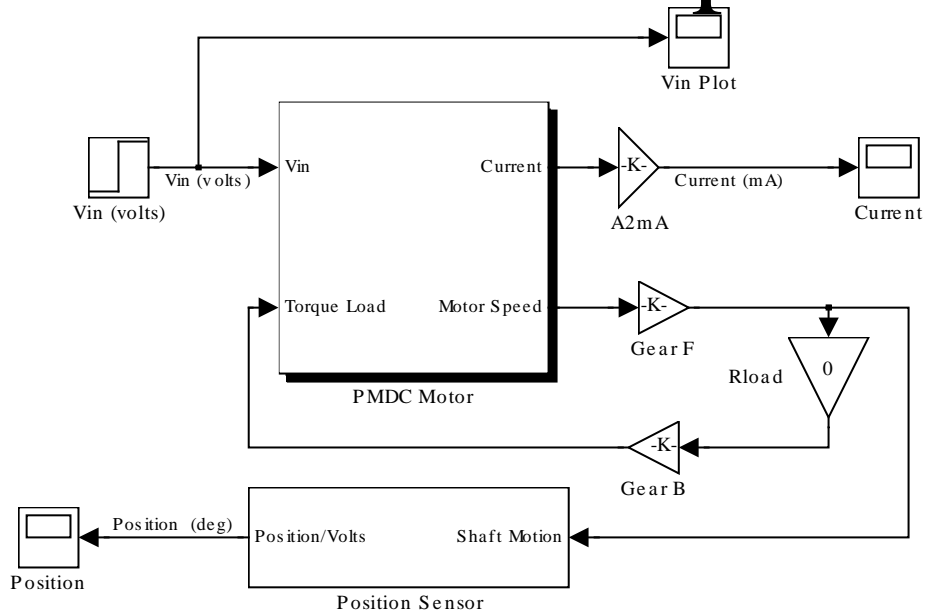 Vin Plot
Vin
Current
-K-
Vin (volts)
Current (mA)
Vin (volts)
A2mA
Current
Torque Load
Motor Speed
-K-
Gear F
Rload
0
PMDC Motor
-K-
Gear B
Position (deg)
Position/Volts
Shaft Motion
Position
Position Sensor